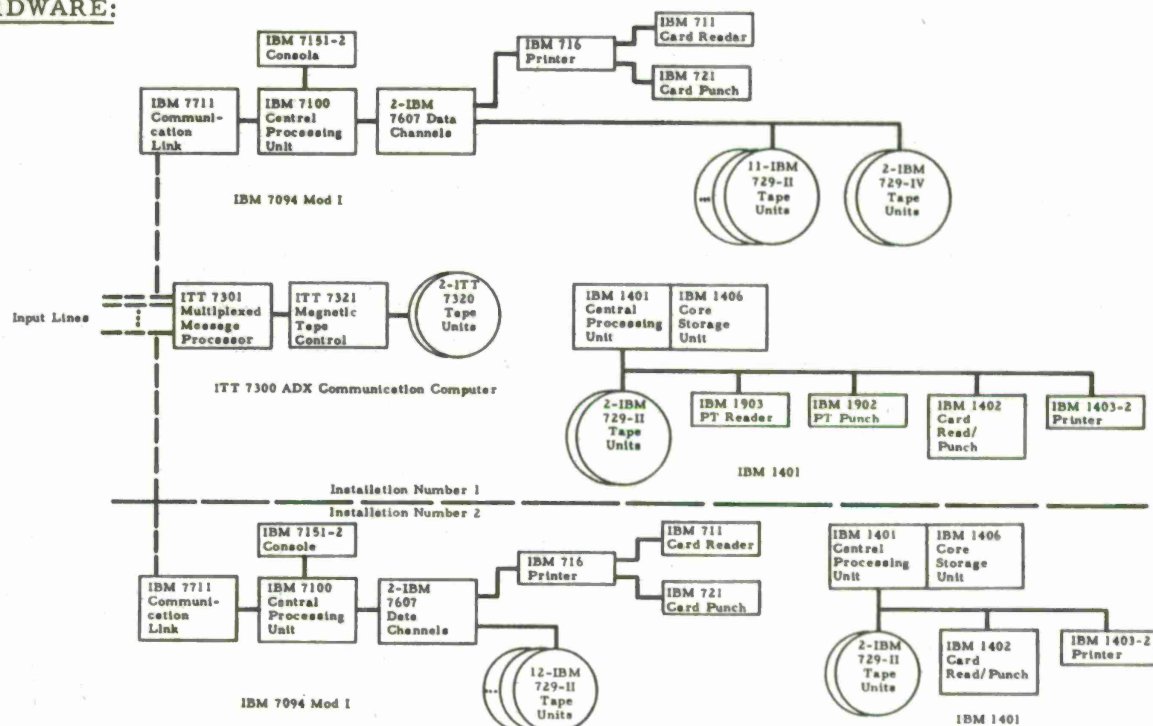 RDWARE:
IBM 7151-2
Consola
IBM 716
Printer
IBM 711
Card Readar
IBM 721
Card Punch
IBM 7711
Communi-
cation
Link
IBM 7100
Central
Processing
Unit
2-IBM
7607 Data
Channels
11-IBM
729-II
Tape
Units
2-IBM
729-IV
Tape
Units
IBM 7094 Mod I
Input Lines
ITT 7301
Multiplexed
Message
Processor
ITT 7321
Magnetic
Tape
Control
2-ITT
7320
Tape
Units
ITT 7300 ADX Communication Computer
IBM 1401
Central
Processing
Unit
IBM 1406
Core
Storage
Unit
2-IBM
729-II
Tape
Units
IBM 1903
PT Reader
IBM 1902
PT Punch
IBM 1402
Card
Read/
Punch
IBM 1403-2
Printer
IBM 1401
Installetion Number 1
Installation Number 2
IBM 7151-2
Console
IBM 716
Printer
IBM 711
Card Reader
IBM 721
Card Punch
IBM 7711
Communi-
cation
Link
IBM 7100
Central
Processing
Unit
2-IBM
7607
Data
Channels
12-IBM
729-II
Tape
Units
IBM 7094 Mod I
IBM 1401
Central
Processing
Unit
IBM 1406
Core
Storage
Unit
2-IBM
729-II
Tape
Units
IBM 1402
Card
Read/Punch
IBM 1403-2
Printer
IBM 1401